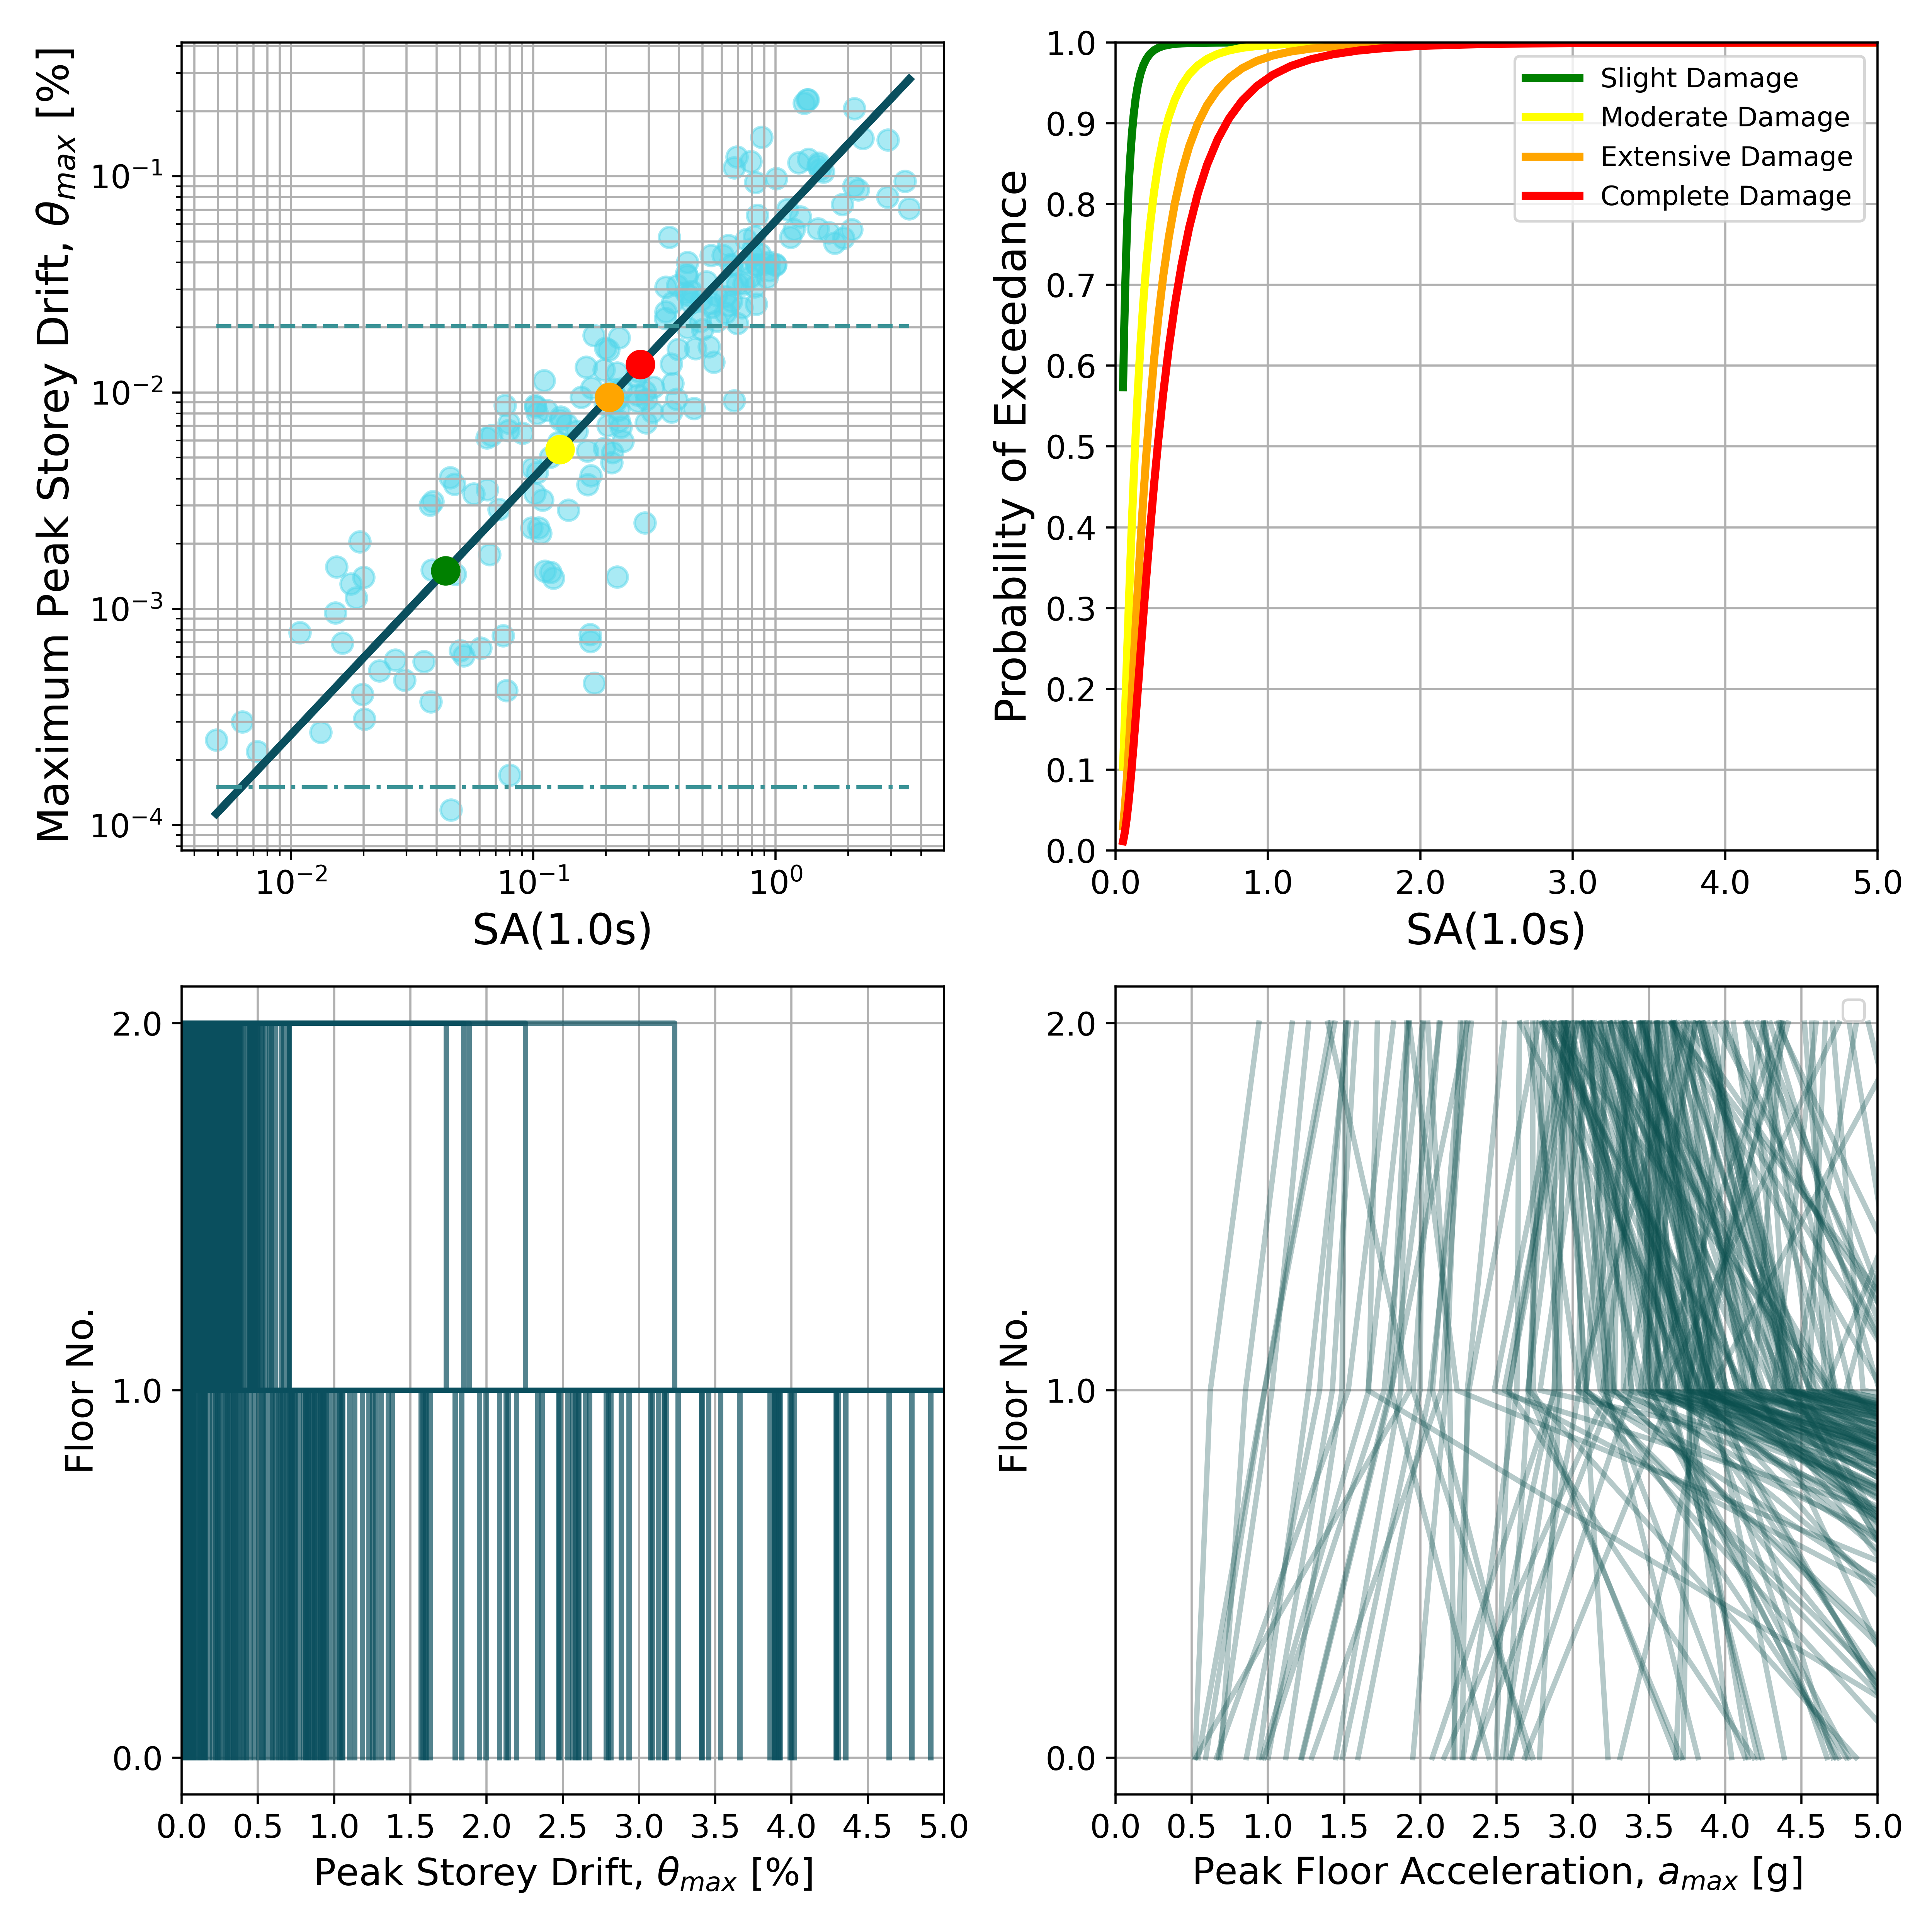 Maximum Peak Storey Drift, θmax [%]
10⁻¹
10⁻²
10⁻³
10⁻⁴
10⁻² 10⁻¹ 10⁰
SA(1.0s)
Probability of Exceedance
1.0
0.9
0.8
0.7
0.6
0.5
0.4
0.3
0.2
0.1
0.0
Slight Damage
Moderate Damage
Extensive Damage
Complete Damage
0.0 1.0 2.0 3.0 4.0 5.0
SA(1.0s)
Floor No.
2.0
1.0
0.0
0.0 0.5 1.0 1.5 2.0 2.5 3.0 3.5 4.0 4.5 5.0
Peak Storey Drift, θmax [%]
Floor No.
2.0
1.0
0.0
0.0 0.5 1.0 1.5 2.0 2.5 3.0 3.5 4.0 4.5 5.0
Peak Floor Acceleration, amax [g]